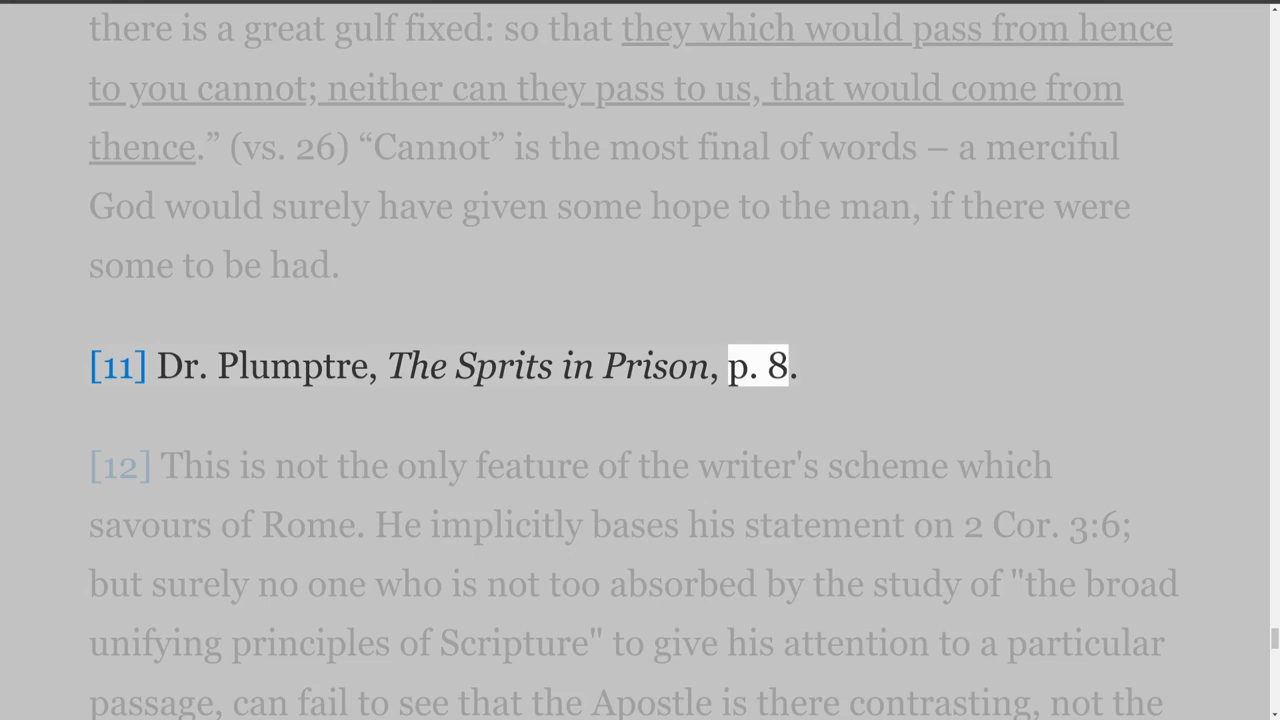 there is a great gulf fixed: so that they which would pass from hence
to you cannot; neither can they pass to us, that would come from
thence.” (vs. 26) “Cannot” is the most final of words – a merciful
God would surely have given some hope to the man, if there were
some to be had.
[11] Dr. Plumptre, The Sprits in Prison, p. 8.
[12] This is not the only feature of the writer's scheme which
savours of Rome. He implicitly bases his statement on 2 Cor. 3:6;
but surely no one who is not too absorbed by the study of "the broad
unifying principles of Scripture" to give his attention to a particular
passage, can fail to see that the Apostle is there contrasting, not the